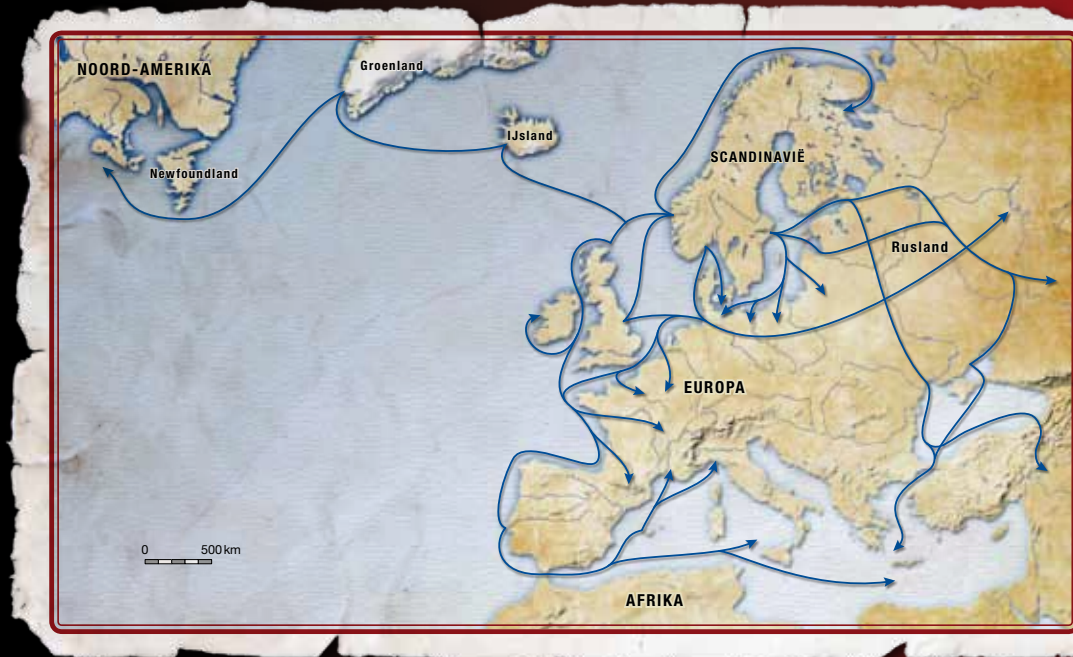 NOORD-AMERIKA
Groenland
IJsland
Newfoundland
SCANDINAVIË
Rusland
EUROPA
0 500 km
AFRIKA